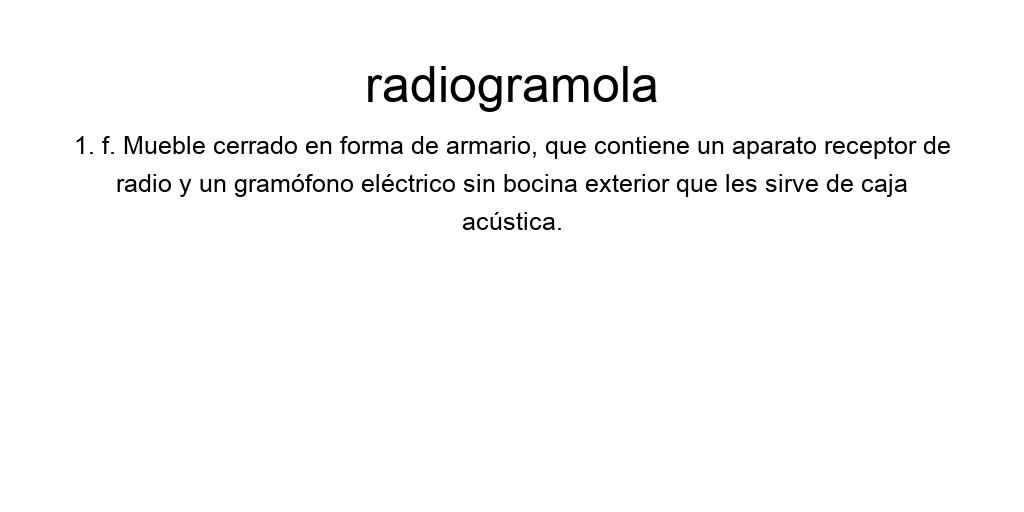 radiogramola
1. f. Mueble cerrado en forma de armario, que contiene un aparato receptor de
radio y un gramófono eléctrico sin bocina exterior que les sirve de caja
acústica.